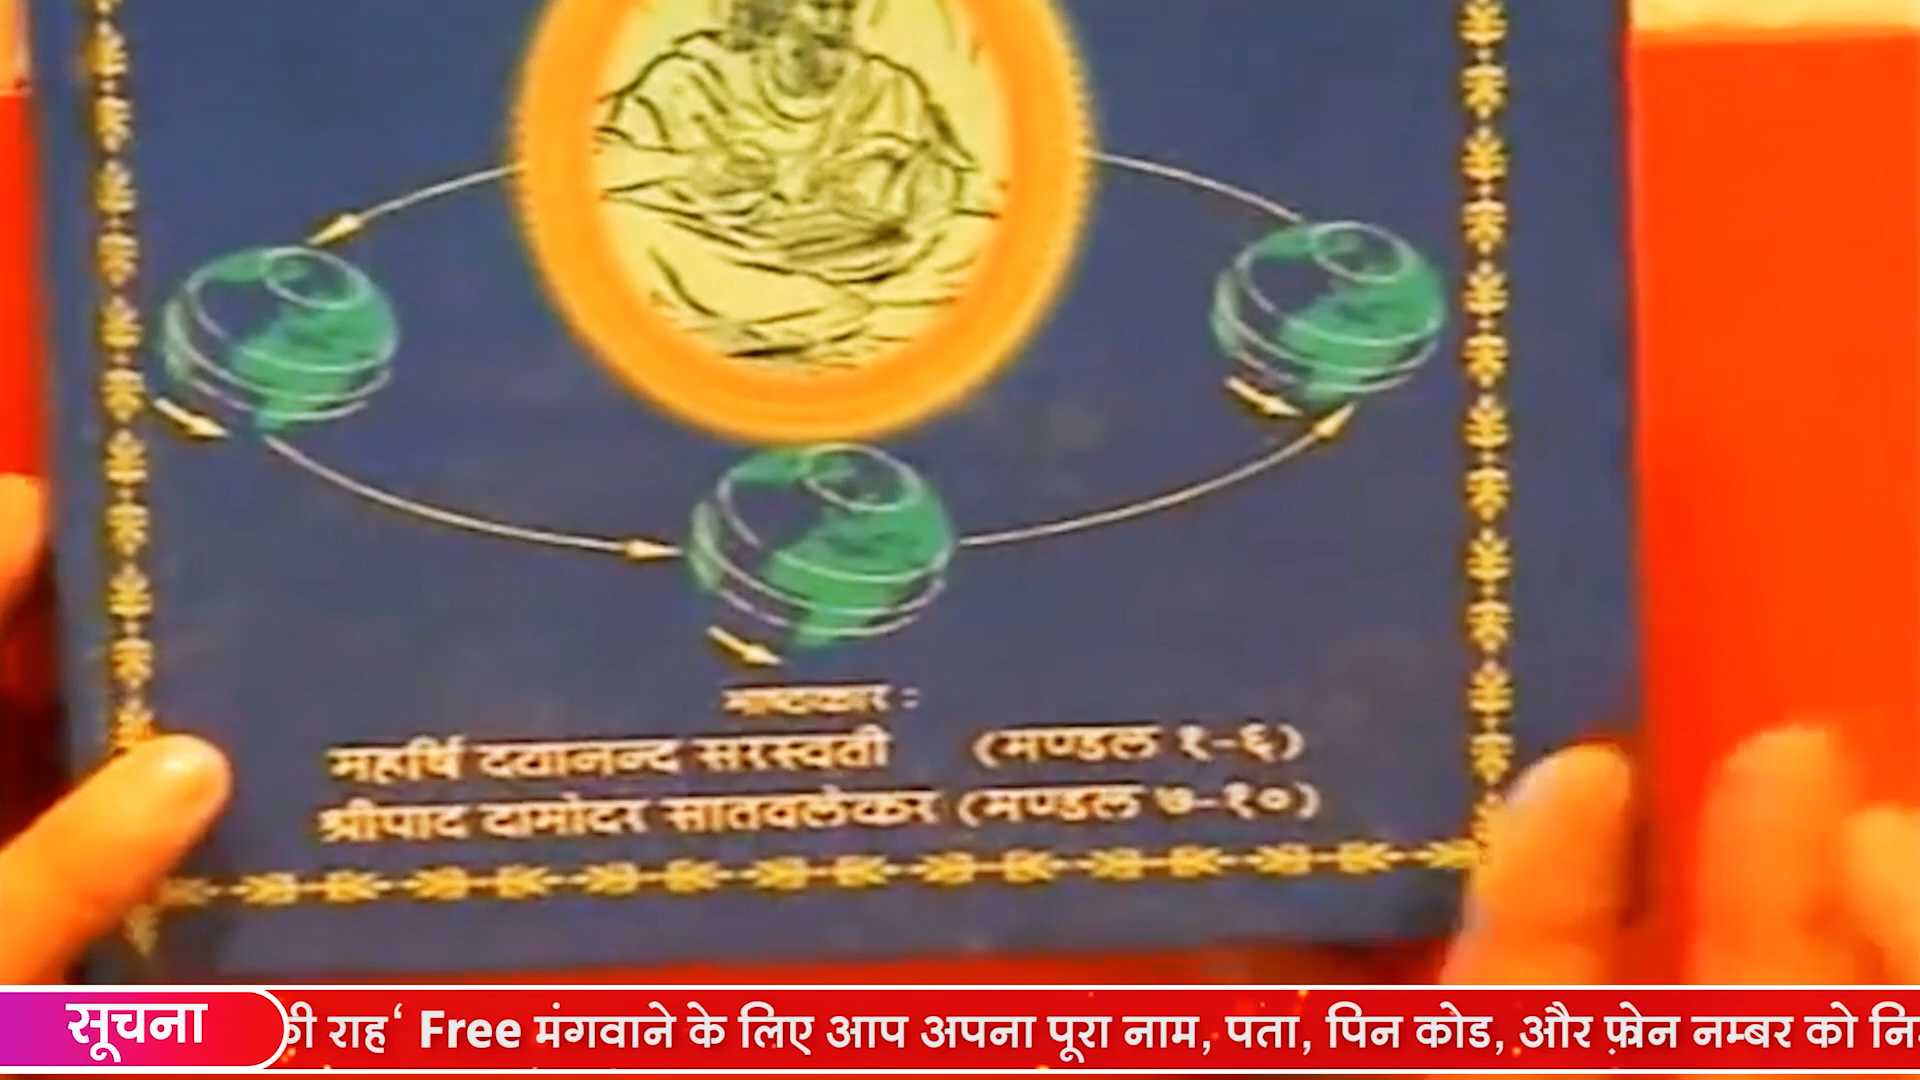 भाष्यकार :
महर्षि दयानन्द सरस्वती (मण्डल १-६)
श्रीपाद दामोदर सातवलेकर (मण्डल ७-१०)
सूचना
की राह‘ Free मंगवाने के लिए आप अपना पूरा नाम, पता, पिन कोड, और फ़ोन नम्बर को